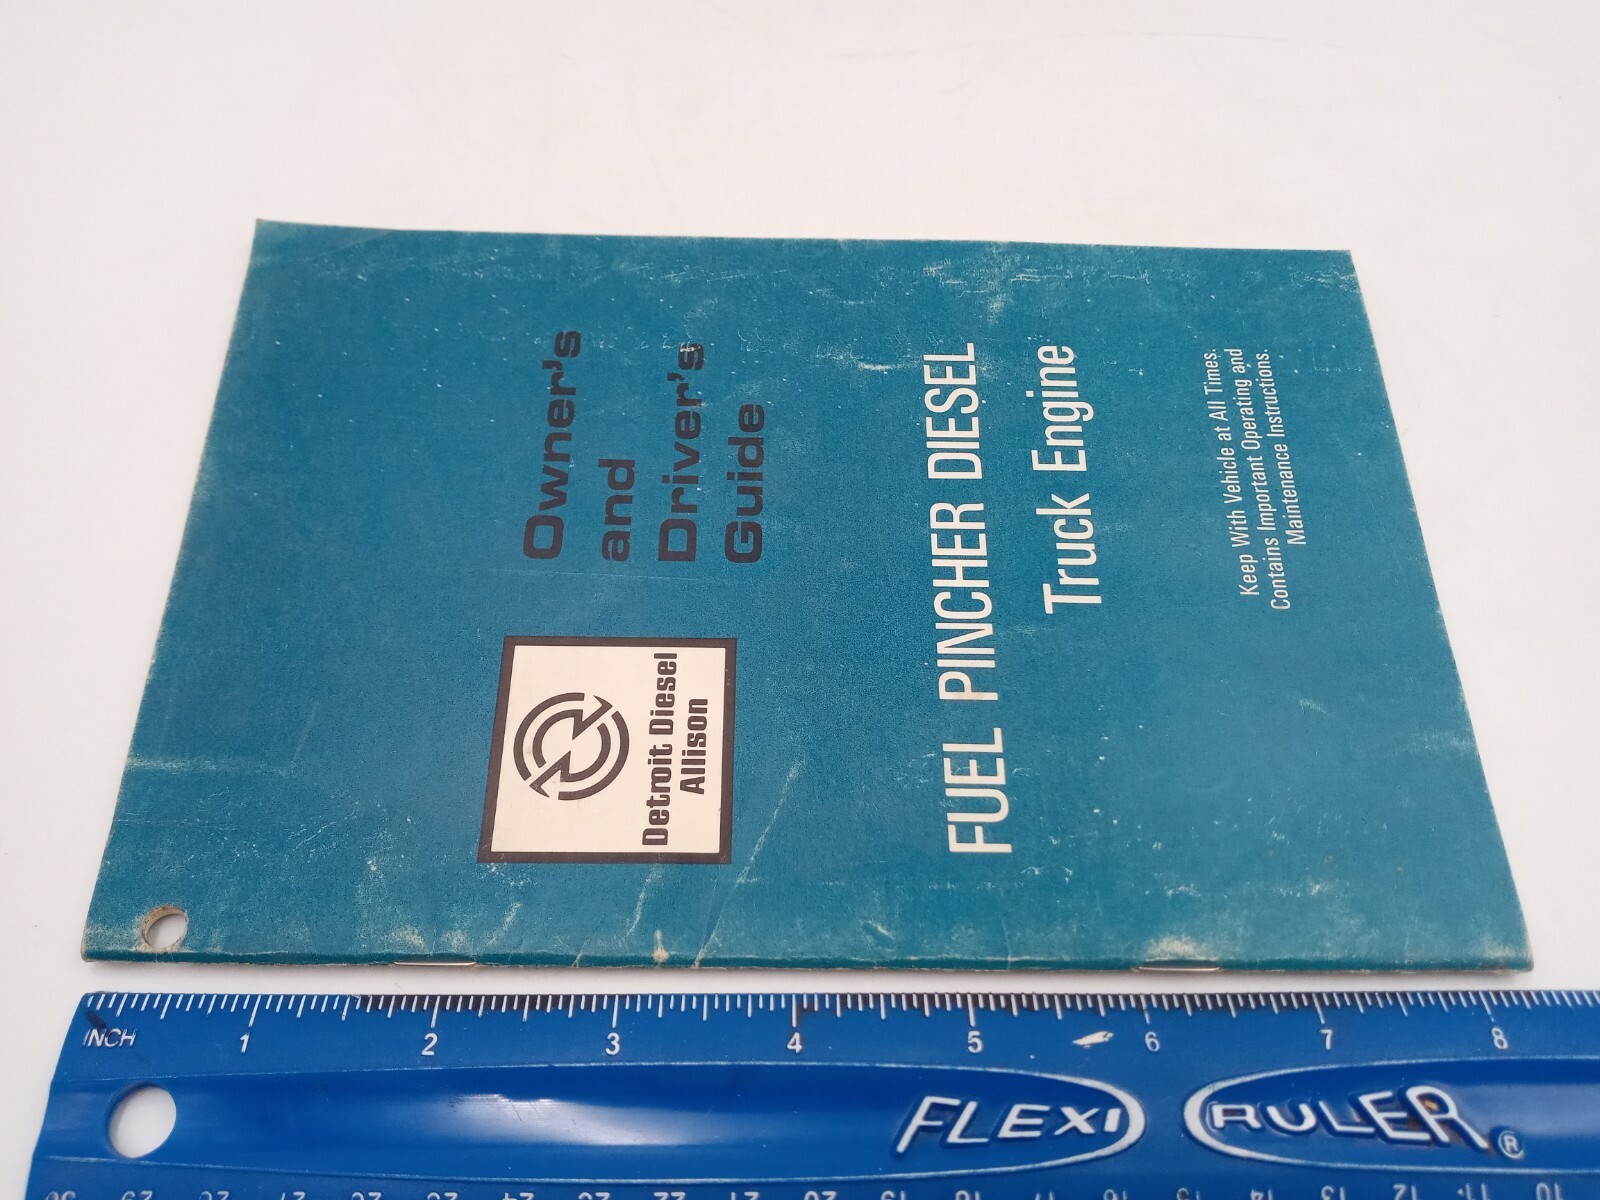 Detroit Diesel
Allison
Owner's
and
Driver's
Guide
FUEL PINCHER DIESEL
Truck Engine
Keep With Vehicle at All Times.
Contains Important Operating and
Maintenance Instructions.
INCH 1 2 3 4 5 6 7 8
FLEXI RULER®